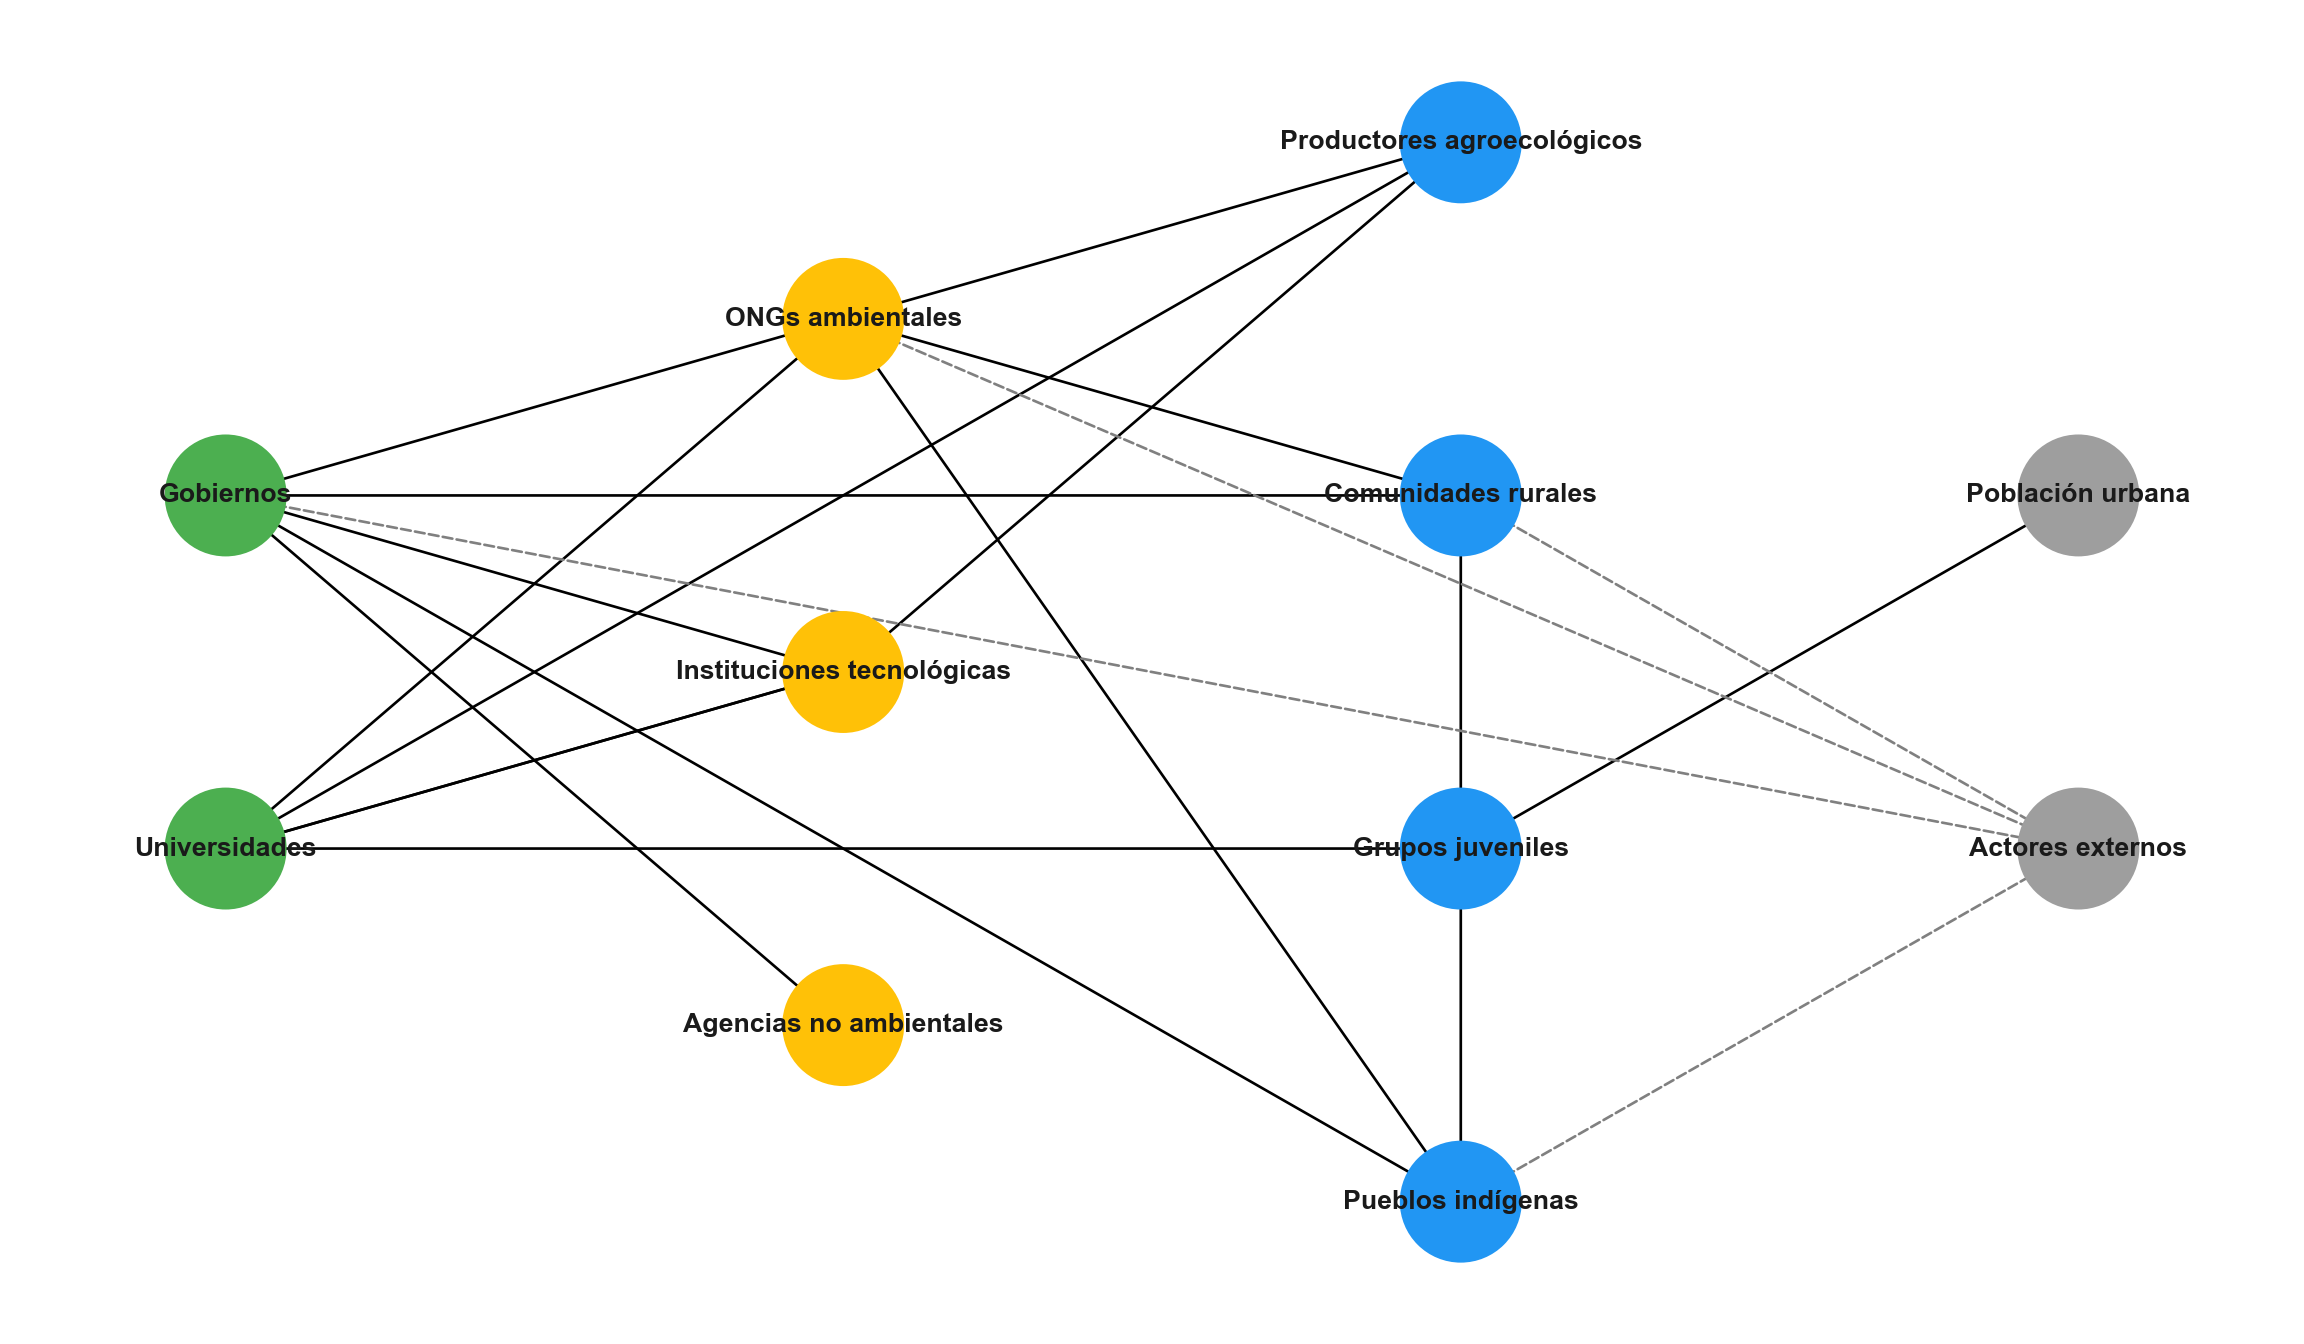 Productores agroecológicos
ONGs ambientales
Gobiernos
Comunidades rurales
Población urbana
Instituciones tecnológicas
Universidades
Grupos juveniles
Actores externos
Agencias no ambientales
Pueblos indígenas